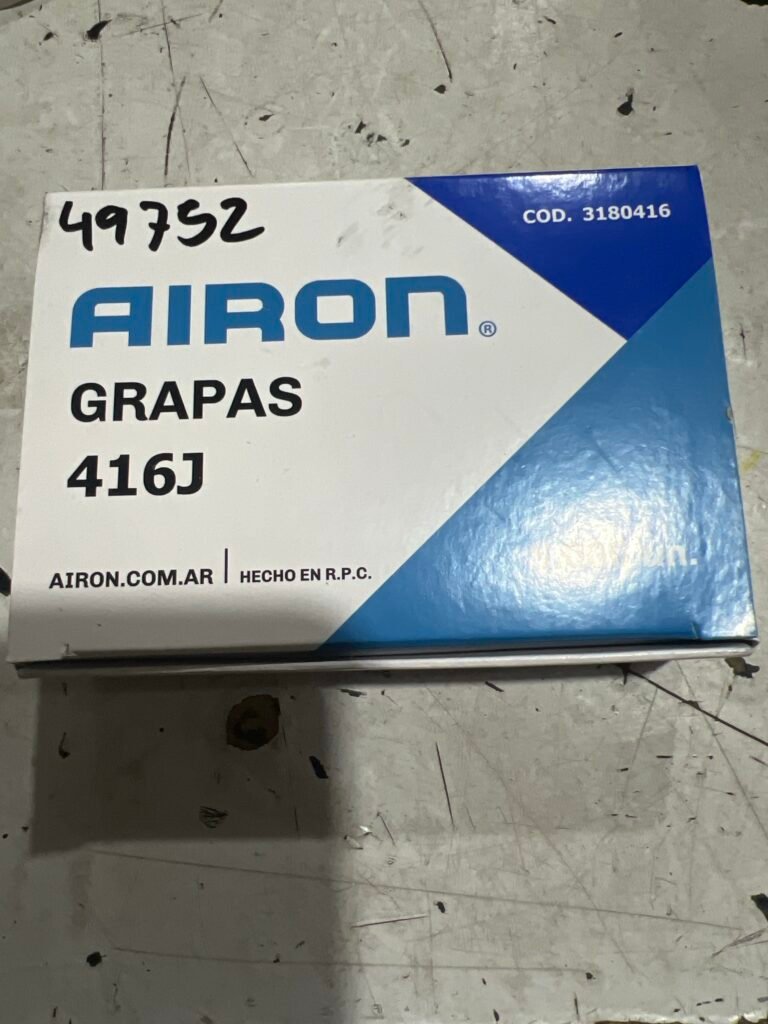 49752
COD. 3180416
AIRON®
GRAPAS
416J
AIRON.COM.AR | HECHO EN R.P.C.